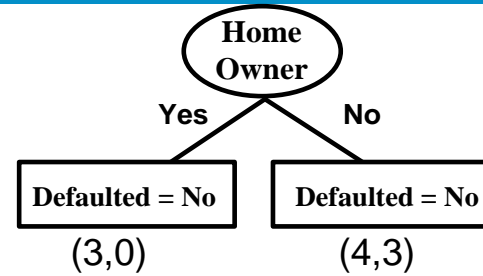 Home
Owner
Yes No
Defaulted = No Defaulted = No
(3,0) (4,3)